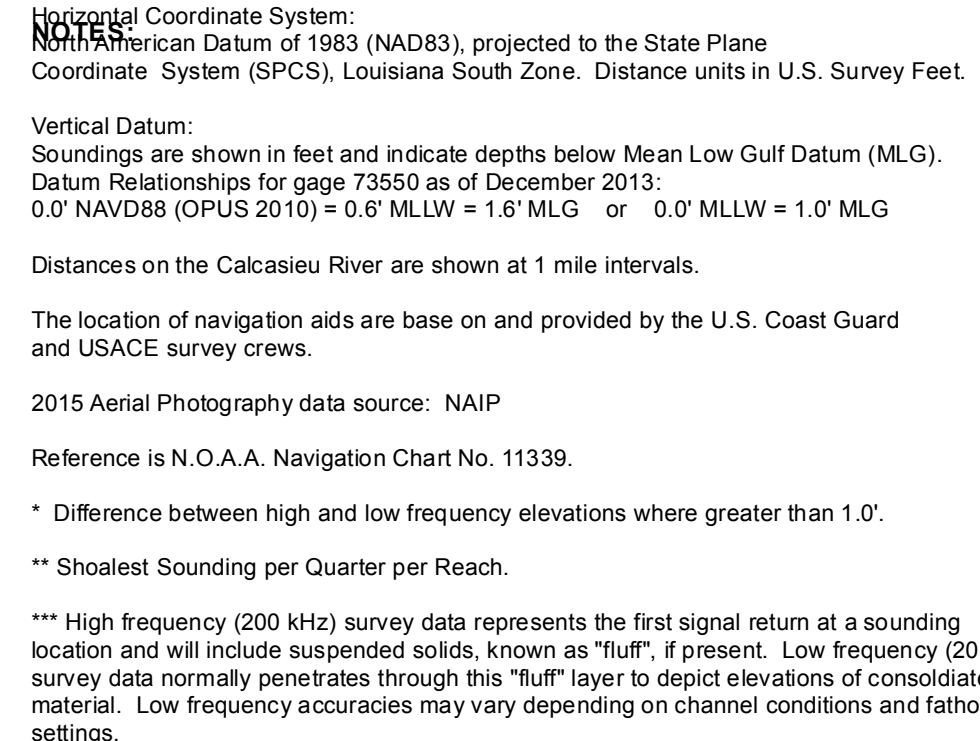 NOTES:
Horizontal Coordinate System:
North American Datum of 1983 (NAD83), projected to the State Plane
Coordinate System (SPCS), Louisiana South Zone. Distance units in U.S. Survey Feet.
Vertical Datum:
Soundings are shown in feet and indicate depths below Mean Low Gulf Datum (MLG).
Datum Relationships for gage 73550 as of December 2013:
0.0' NAVD88 (OPUS 2010) = 0.6' MLLW = 1.6' MLG or 0.0' MLLW = 1.0' MLG
Distances on the Calcasieu River are shown at 1 mile intervals.
The location of navigation aids are base on and provided by the U.S. Coast Guard
and USACE survey crews.
2015 Aerial Photography data source: NAIP
Reference is N.O.A.A. Navigation Chart No. 11339.
* Difference between high and low frequency elevations where greater than 1.0'.
** Shoalest Sounding per Quarter per Reach.
*** High frequency (200 kHz) survey data represents the first signal return at a sounding
location and will include suspended solids, known as "fluff", if present. Low frequency (20
survey data normally penetrates through this "fluff" layer to depict elevations of consoldiate
material. Low frequency accuracies may vary depending on channel conditions and fatho
settings.